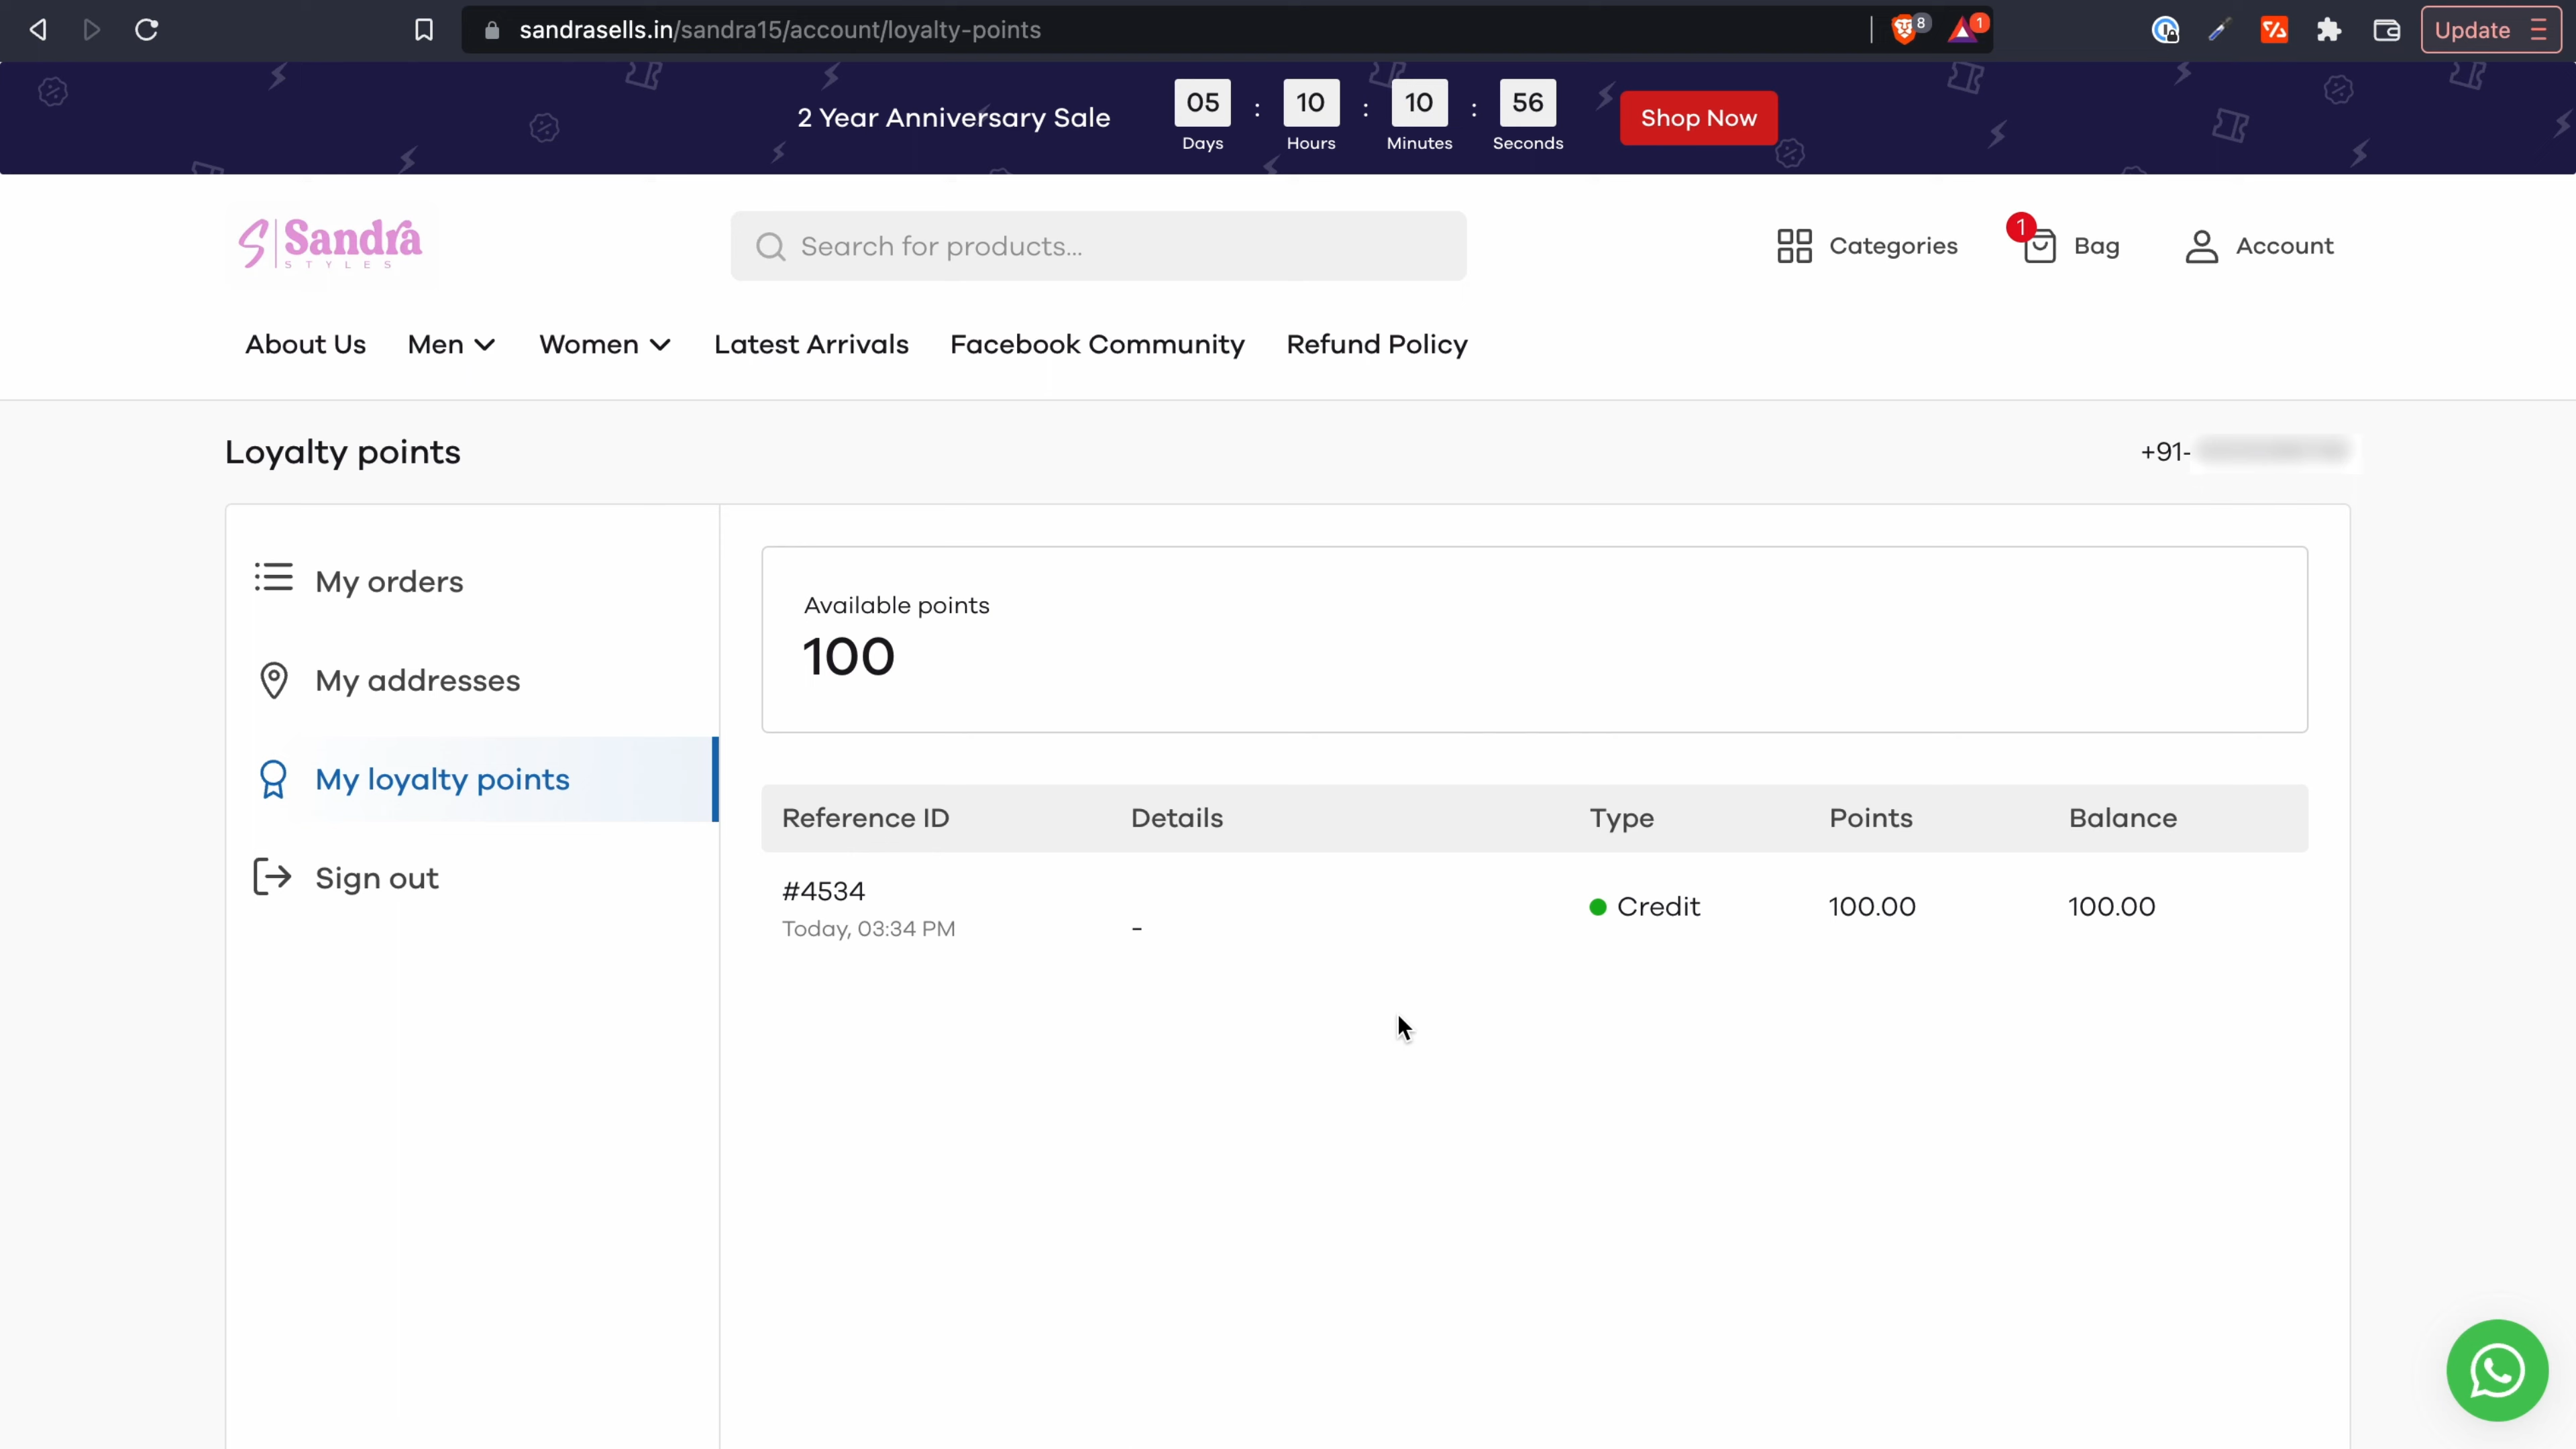 sandrasells.in/sandra15/account/loyalty-points
8
1
Update
2 Year Anniversary Sale
05 : 10 : 10 : 56
Days Hours Minutes Seconds
Shop Now
S Sandra
STYLES
Search for products...
Categories
1
Bag
Account
About Us Men Women Latest Arrivals Facebook Community Refund Policy
Loyalty points
+91-
My orders
My addresses
My loyalty points
Sign out
Available points
100
Reference ID Details Type Points Balance
#4534
Today, 03:34 PM
-
Credit 100.00 100.00